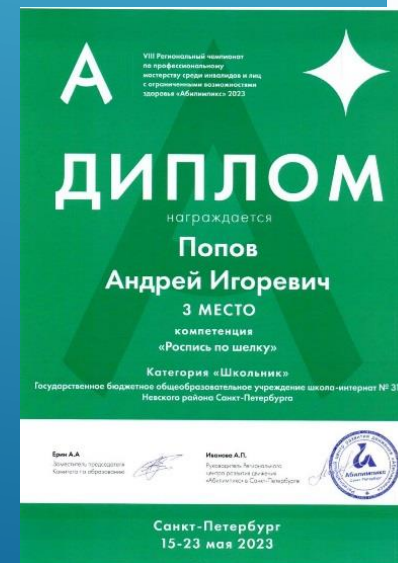 А
VIII Региональный чемпионат
по профессиональному
мастерству среди инвалидов и лиц
с ограниченными возможностями
здоровья «Абилимпикс» 2023
ДИПЛОМ
награждается
Попов
Андрей Игоревич
3 МЕСТО
компетенция
«Роспись по шелку»
Категория «Школьник»
Государственное бюджетное общеобразовательное учреждение школа-интернат № 31
Невского района Санкт-Петербурга
Ерин А.А
Заместитель председателя
Комитета по образованию
Иванова А.П.
Руководитель Регионального
центра развития движения
«Абилимпикс» в Санкт-Петербурге
Абилимпикс
Санкт-Петербург
15-23 мая 2023